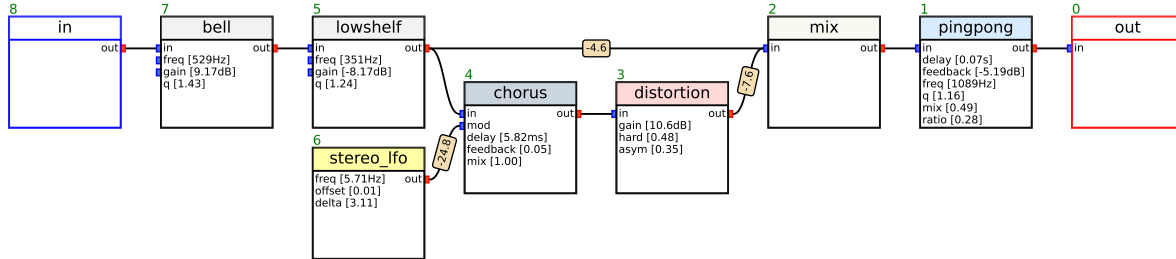 8
in
out
7
bell
in
out
freq [529Hz]
gain [9.17dB]
q [1.43]
5
lowshelf
in
out
freq [351Hz]
gain [-8.17dB]
q [1.24]
-4.6
4
chorus
in
out
mod
delay [5.82ms]
feedback [0.05]
mix [1.00]
6
stereo_lfo
freq [5.71Hz]
out
offset [0.01]
delta [3.11]
-24.8
3
distortion
in
out
gain [10.6dB]
hard [0.48]
asym [0.35]
-7.6
2
mix
in
out
1
pingpong
in
out
delay [0.07s]
feedback [-5.19dB]
freq [1089Hz]
q [1.16]
mix [0.49]
ratio [0.28]
0
out
in